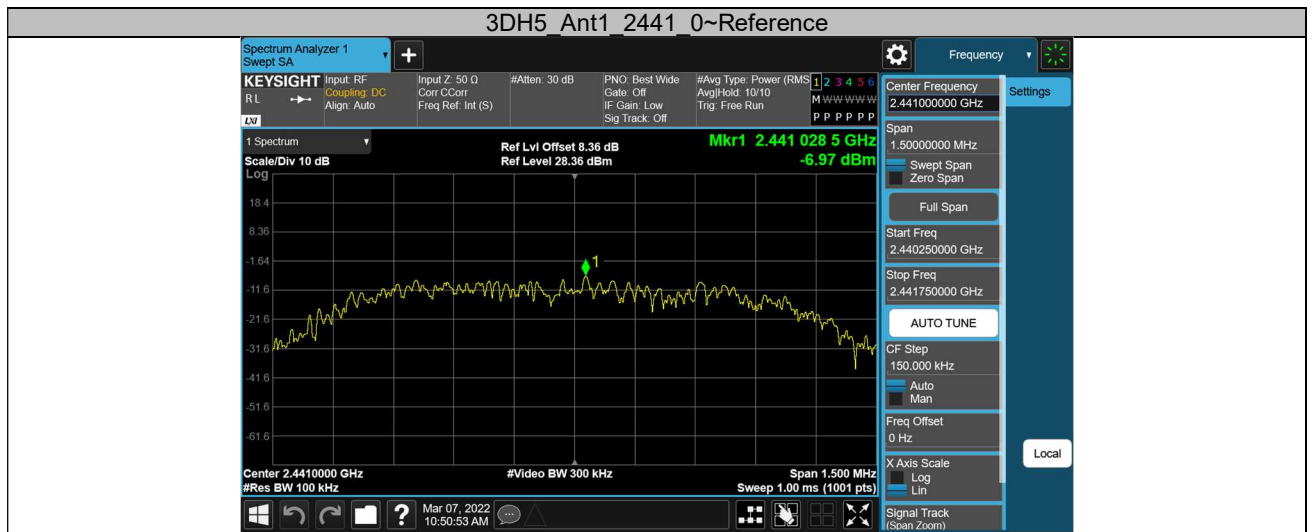 3DH5_Ant1_2441_0~Reference
Spectrum Analyzer 1
Swept SA
+
Frequency
KEYSIGHT
RL
LXI
Input: RF
Coupling: DC
Align: Auto
Input Z: 50 Ω
Corr CCorr
Freq Ref: Int (S)
#Atten: 30 dB
PNO: Best Wide
Gate: Off
IF Gain: Low
Sig Track: Off
#Avg Type: Power (RMS
Avg|Hold: 10/10
Trig: Free Run
1 2 3 4 5 6
M W W W W W
P P P P P P
Center Frequency
2.441000000 GHz
Settings
1 Spectrum
Scale/Div 10 dB
Log
Ref Lvl Offset 8.36 dB
Ref Level 28.36 dBm
Mkr1 2.441 028 5 GHz
-6.97 dBm
Span
1.50000000 MHz
Swept Span
Zero Span
Full Span
Start Freq
2.440250000 GHz
Stop Freq
2.441750000 GHz
AUTO TUNE
CF Step
150.000 kHz
Auto
Man
Freq Offset
0 Hz
X Axis Scale
Log
Lin
Signal Track
(Span Zoom)
Local
18.4
8.36
-1.64
1
-11.6
-21.6
-31.6
-41.6
-51.6
-61.6
Center 2.4410000 GHz
#Res BW 100 kHz
#Video BW 300 kHz
Span 1.500 MHz
Sweep 1.00 ms (1001 pts)
?
Mar 07, 2022
10:50:53 AM